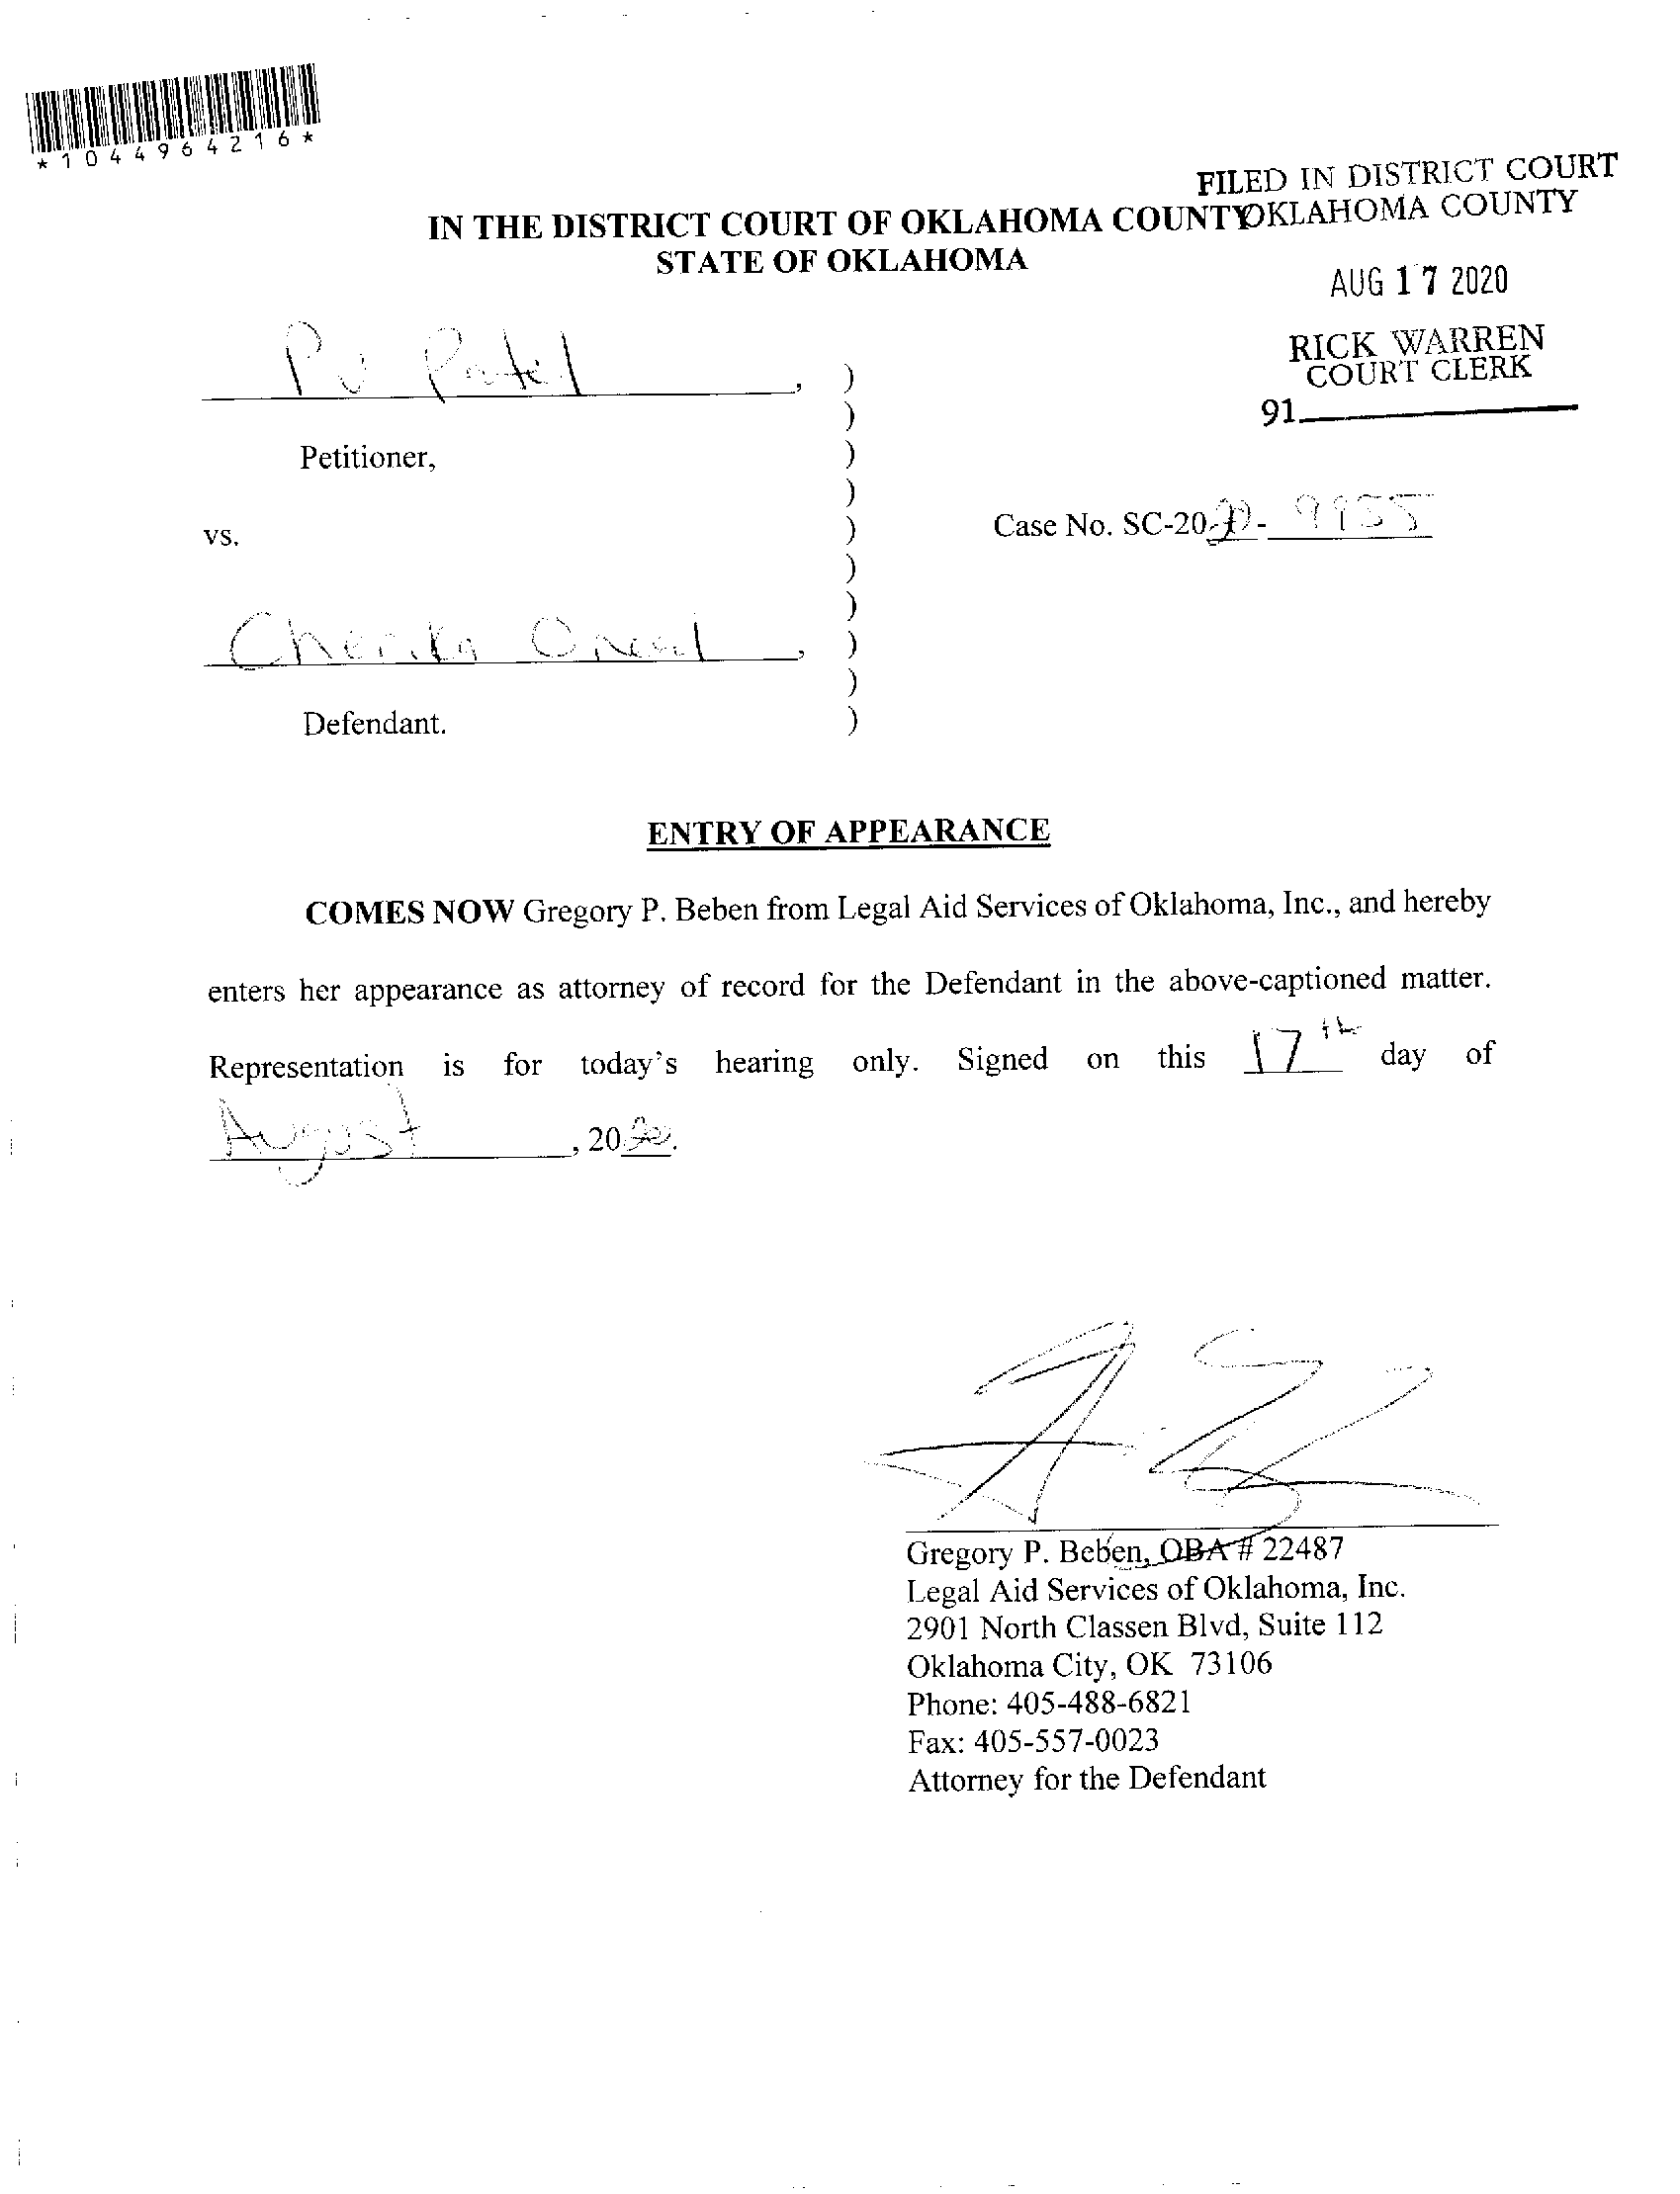 *1044964216*
FILED IN DISTRICT COURT
OKLAHOMA COUNTY
IN THE DISTRICT COURT OF OKLAHOMA COUNTY
STATE OF OKLAHOMA
AUG 17 2020
RICK WARREN
COURT CLERK
91
PV Patel,
)
)
Petitioner,
)
)
vs.
)
Case No. SC-2020-9955
)
)
Cherika Oneal,
)
)
Defendant.
)
ENTRY OF APPEARANCE
COMES NOW Gregory P. Beben from Legal Aid Services of Oklahoma, Inc., and hereby
enters her appearance as attorney of record for the Defendant in the above-captioned matter.
Representation is for today's hearing only. Signed on this 17th day of
August, 2020.
Gregory P. Beben, OBA # 22487
Legal Aid Services of Oklahoma, Inc.
2901 North Classen Blvd, Suite 112
Oklahoma City, OK 73106
Phone: 405-488-6821
Fax: 405-557-0023
Attorney for the Defendant